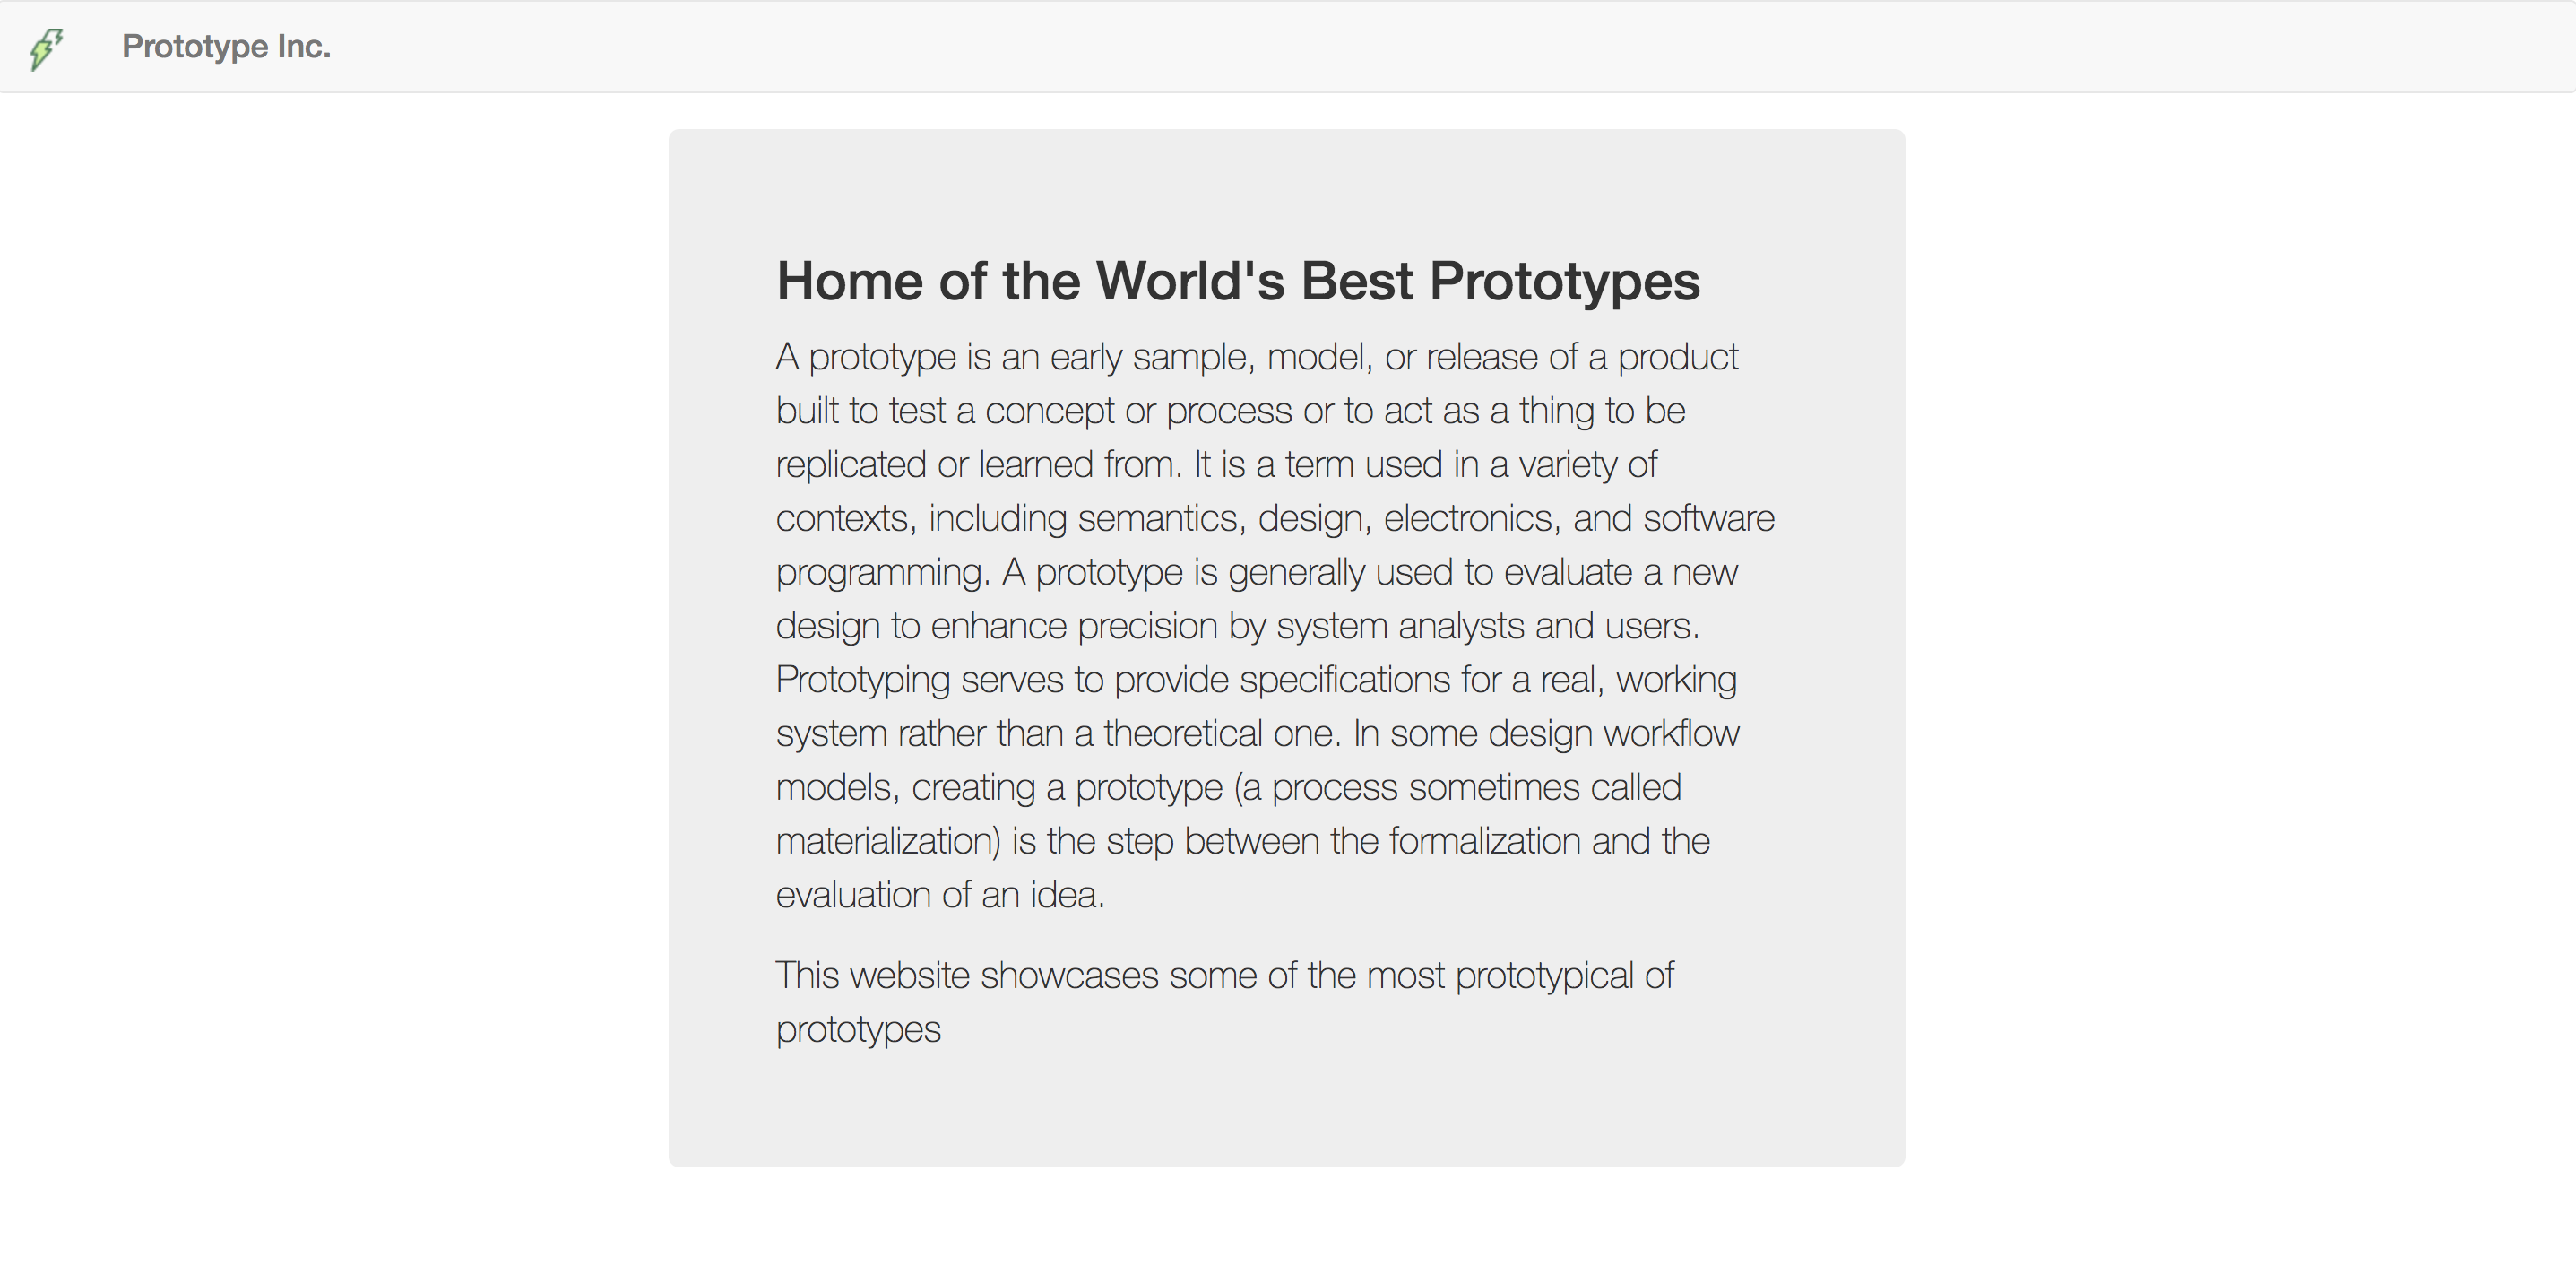 Prototype Inc.
Home of the World's Best Prototypes
A prototype is an early sample, model, or release of a product
built to test a concept or process or to act as a thing to be
replicated or learned from. It is a term used in a variety of
contexts, including semantics, design, electronics, and software
programming. A prototype is generally used to evaluate a new
design to enhance precision by system analysts and users.
Prototyping serves to provide specifications for a real, working
system rather than a theoretical one. In some design workflow
models, creating a prototype (a process sometimes called
materialization) is the step between the formalization and the
evaluation of an idea.
This website showcases some of the most prototypical of
prototypes